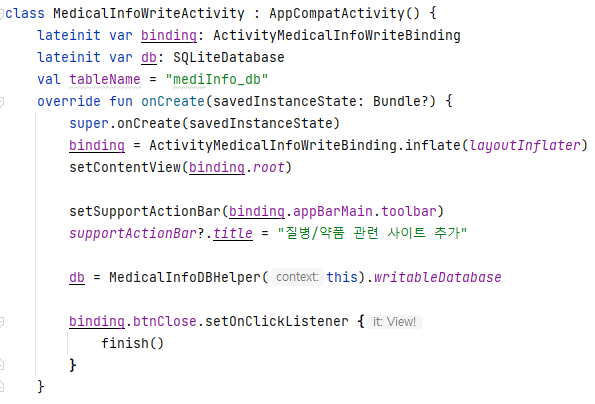 class MedicalInfoWriteActivity : AppCompatActivity() {
lateinit var binding: ActivityMedicalInfoWriteBinding
lateinit var db: SQLiteDatabase
val tableName = "mediInfo_db"
override fun onCreate(savedInstanceState: Bundle?) {
super.onCreate(savedInstanceState)
binding = ActivityMedicalInfoWriteBinding.inflate(layoutInflater)
setContentView(binding.root)
setSupportActionBar(binding.appBarMain.toolbar)
supportActionBar?.title = "질병/약품 관련 사이트 추가"
db = MedicalInfoDBHelper( context: this).writableDatabase
binding.btnClose.setOnClickListener { it: View!
finish()
}
}